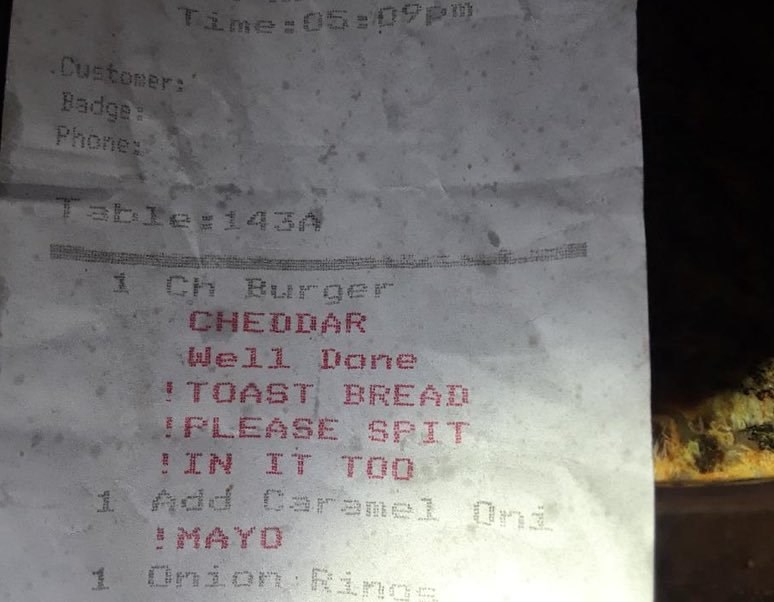 Time:05:09pm
Customer:
Badge:
Phone:
Table:143A
1 Ch Burger
CHEDDAR
Well Done
!TOAST BREAD
!PLEASE SPIT
!IN IT TOO
1 Add Caramel Oni
!MAYO
1 Onion Rings